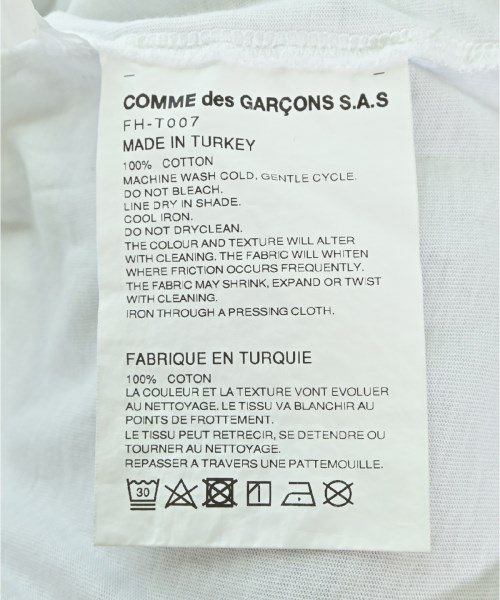 COMME des GARÇONS S.A.S
FH-T007
MADE IN TURKEY
100% COTTON
MACHINE WASH COLD, GENTLE CYCLE.
DO NOT BLEACH.
LINE DRY IN SHADE.
COOL IRON.
DO NOT DRYCLEAN.
THE COLOUR AND TEXTURE WILL ALTER
WITH CLEANING. THE FABRIC WILL WHITEN
WHERE FRICTION OCCURS FREQUENTLY.
THE FABRIC MAY SHRINK, EXPAND OR TWIST
WITH CLEANING.
IRON THROUGH A PRESSING CLOTH.
FABRIQUE EN TURQUIE
100% COTON
LA COULEUR ET LA TEXTURE VONT EVOLUER
AU NETTOYAGE. LE TISSU VA BLANCHIR AU
POINTS DE FROTTEMENT.
LE TISSU PEUT RETRECIR, SE DETENDRE OU
TOURNER AU NETTOYAGE.
REPASSER A TRAVERS UNE PATTEMOUILLE.
30